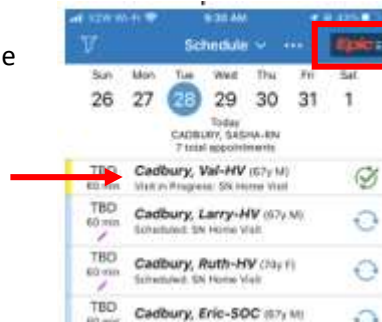 e
9:30 AM
Schedule
Epic
Sun Mon Tue Wed Thu Fri Sat
26 27 28 29 30 31 1
Today
CADBURY, SASHA-RN
7 total appointments
TBD Cadbury, Val-HV (67y M)
60 min Visit in Progress: SN Home Visit
TBD Cadbury, Larry-HV (67y M)
60 min Scheduled: SN Home Visit
TBD Cadbury, Ruth-HV (70y F)
60 min Scheduled: SN Home Visit
TBD Cadbury, Eric-SOC (67y M)